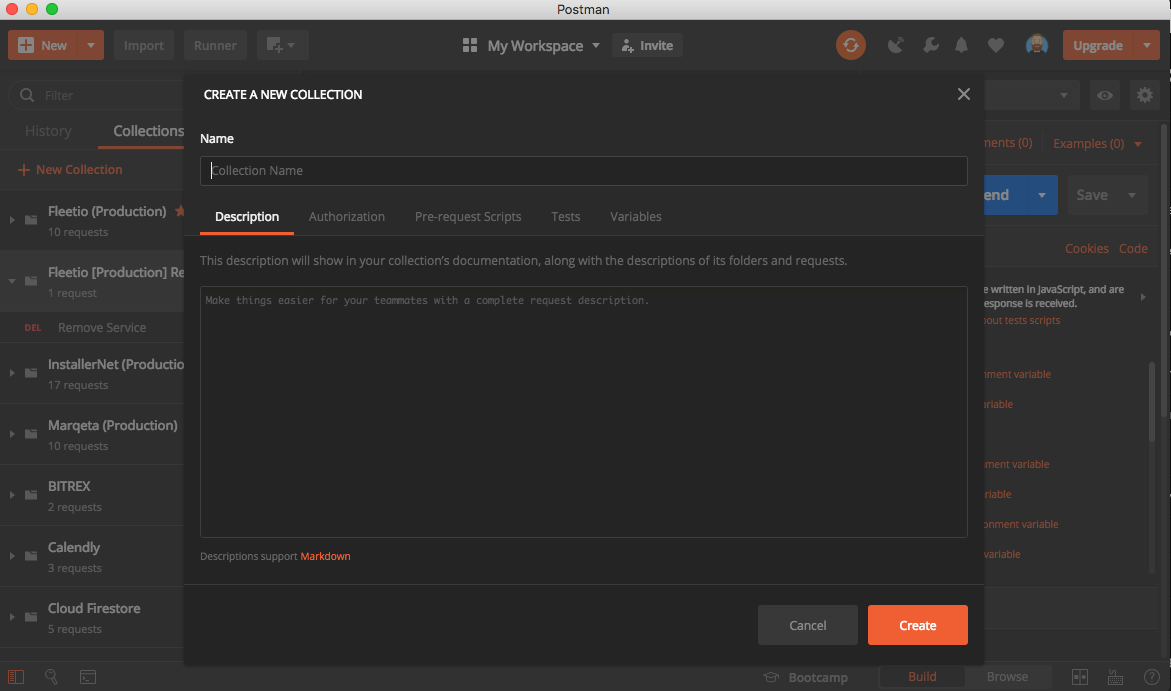 Postman
New
Import
Runner
My Workspace
Invite
Upgrade
Filter
History
Collections
New Collection
Fleetio (Production)
10 requests
Fleetio [Production] Re
1 request
DEL Remove Service
InstallerNet (Productio
17 requests
Marqeta (Production)
10 requests
BITREX
2 requests
Calendly
3 requests
Cloud Firestore
5 requests
CREATE A NEW COLLECTION
Name
Collection Name
Description
Authorization
Pre-request Scripts
Tests
Variables
This description will show in your collection's documentation, along with the descriptions of its folders and requests.
Make things easier for your teammates with a complete request description.
Descriptions support Markdown
Cancel
Create
ments (0)
Examples (0)
end
Save
Cookies
Code
e written in JavaScript, and are
esponse is received.
bout tests scripts
nment variable
ariable
nment variable
riable
onment variable
variable
Bootcamp
Build
Browse